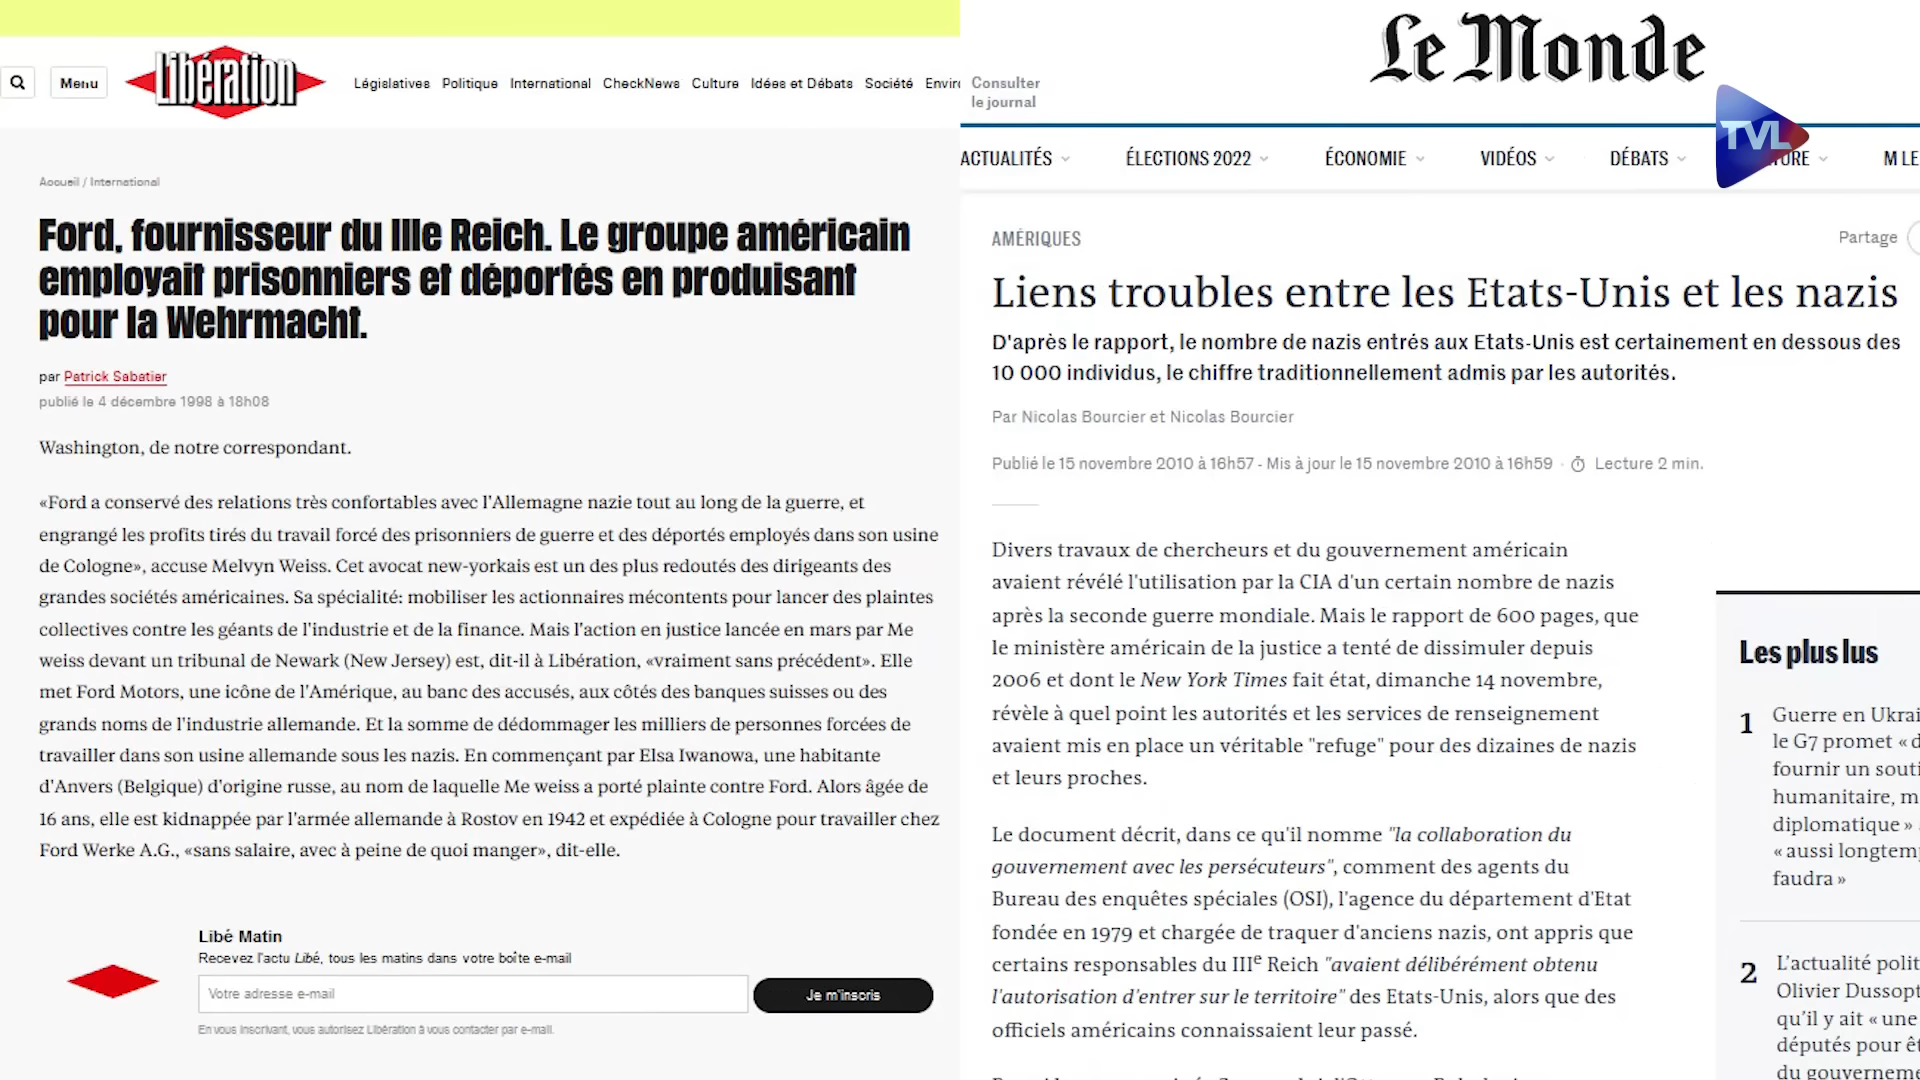 Menu
Libération
Législatives Politique International CheckNews Culture Idées et Débats Société Enviro
Accueil / International
Ford, fournisseur du IIIe Reich. Le groupe américain
employait prisonniers et déportés en produisant
pour la Wehrmacht.
par Patrick Sabatier
publié le 4 décembre 1998 à 18h08
Washington, de notre correspondant.
«Ford a conservé des relations très confortables avec l'Allemagne nazie tout au long de la guerre, et
engrangé les profits tirés du travail forcé des prisonniers de guerre et des déportés employés dans son usine
de Cologne», accuse Melvyn Weiss. Cet avocat new-yorkais est un des plus redoutés des dirigeants des
grandes sociétés américaines. Sa spécialité: mobiliser les actionnaires mécontents pour lancer des plaintes
collectives contre les géants de l'industrie et de la finance. Mais l'action en justice lancée en mars par Me
weiss devant un tribunal de Newark (New Jersey) est, dit-il à Libération, «vraiment sans précédent». Elle
met Ford Motors, une icône de l'Amérique, au banc des accusés, aux côtés des banques suisses ou des
grands noms de l'industrie allemande. Et la somme de dédommager les milliers de personnes forcées de
travailler dans son usine allemande sous les nazis. En commençant par Elsa Iwanowa, une habitante
d'Anvers (Belgique) d'origine russe, au nom de laquelle Me weiss a porté plainte contre Ford. Alors âgée de
16 ans, elle est kidnappée par l'armée allemande à Rostov en 1942 et expédiée à Cologne pour travailler chez
Ford Werke A.G., «sans salaire, avec à peine de quoi manger», dit-elle.
Libé Matin
Recevez l'actu Libé, tous les matins dans votre boîte e-mail
Votre adresse e-mail
Je m'inscris
En vous inscrivant, vous autorisez Libération à vous contacter par e-mail.
Le Monde
Consulter
le journal
TVL
ACTUALITÉS ÉLECTIONS 2022 ÉCONOMIE VIDÉOS DÉBATS TURE M LE
AMÉRIQUES
Partage
Liens troubles entre les Etats-Unis et les nazis
D'après le rapport, le nombre de nazis entrés aux Etats-Unis est certainement en dessous des
10 000 individus, le chiffre traditionnellement admis par les autorités.
Par Nicolas Bourcier et Nicolas Bourcier
Publié le 15 novembre 2010 à 16h57 - Mis à jour le 15 novembre 2010 à 16h59 · Lecture 2 min.
Divers travaux de chercheurs et du gouvernement américain
avaient révélé l'utilisation par la CIA d'un certain nombre de nazis
après la seconde guerre mondiale. Mais le rapport de 600 pages, que
le ministère américain de la justice a tenté de dissimuler depuis
2006 et dont le New York Times fait état, dimanche 14 novembre,
révèle à quel point les autorités et les services de renseignement
avaient mis en place un véritable "refuge" pour des dizaines de nazis
et leurs proches.
Le document décrit, dans ce qu'il nomme "la collaboration du
gouvernement avec les persécuteurs", comment des agents du
Bureau des enquêtes spéciales (OSI), l'agence du département d'Etat
fondée en 1979 et chargée de traquer d'anciens nazis, ont appris que
certains responsables du IIIe Reich "avaient délibérément obtenu
l'autorisation d'entrer sur le territoire" des Etats-Unis, alors que des
officiels américains connaissaient leur passé.
Les plus lus
1 Guerre en Ukrai
le G7 promet « d
fournir un souti
humanitaire, m
diplomatique »
« aussi longtemp
faudra »
2 L'actualité polit
Olivier Dussopt
qu'il y ait « une
députés pour êt
du gouverneme